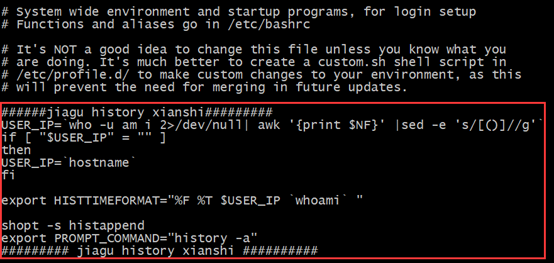 # System wide environment and startup programs, for login setup
# Functions and aliases go in /etc/bashrc
# It's NOT a good idea to change this file unless you know what you
# are doing. It's much better to create a custom.sh shell script in
# /etc/profile.d/ to make custom changes to your environment, as this
# will prevent the need for merging in future updates.
######jiagu history xianshi#########
USER_IP=`who -u am i 2>/dev/null| awk '{print $NF}' |sed -e 's/[()]//g'`
if [ "$USER_IP" = "" ]
then
USER_IP=`hostname`
fi
export HISTTIMEFORMAT="%F %T $USER_IP `whoami` "
shopt -s histappend
export PROMPT_COMMAND="history -a"
######### jiagu history xianshi ##########